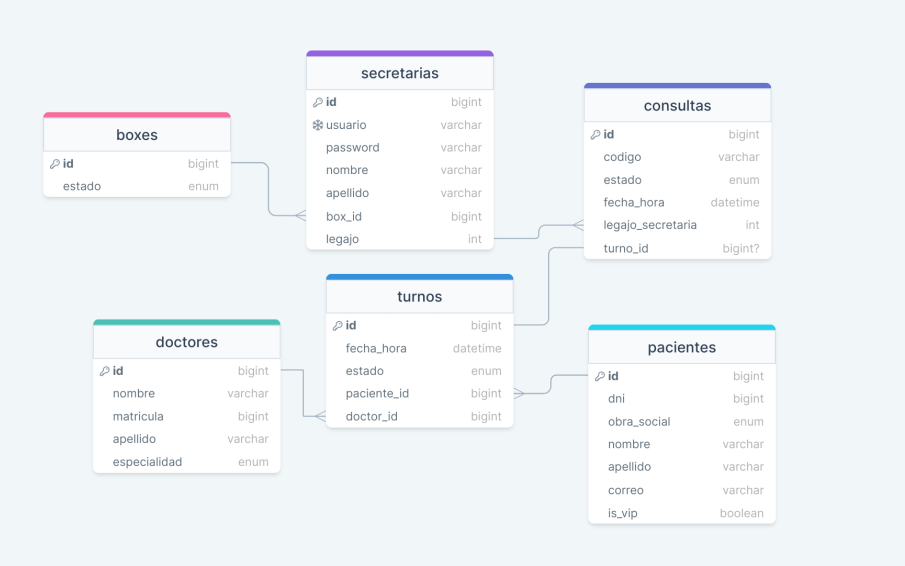 boxes
id bigint
estado enum
secretarias
id bigint
usuario varchar
password varchar
nombre varchar
apellido varchar
box_id bigint
legajo int
consultas
id bigint
codigo varchar
estado enum
fecha_hora datetime
legajo_secretaria int
turno_id bigint?
turnos
id bigint
fecha_hora datetime
estado enum
paciente_id bigint
doctor_id bigint
doctores
id bigint
nombre varchar
matricula bigint
apellido varchar
especialidad enum
pacientes
id bigint
dni bigint
obra_social enum
nombre varchar
apellido varchar
correo varchar
is_vip boolean